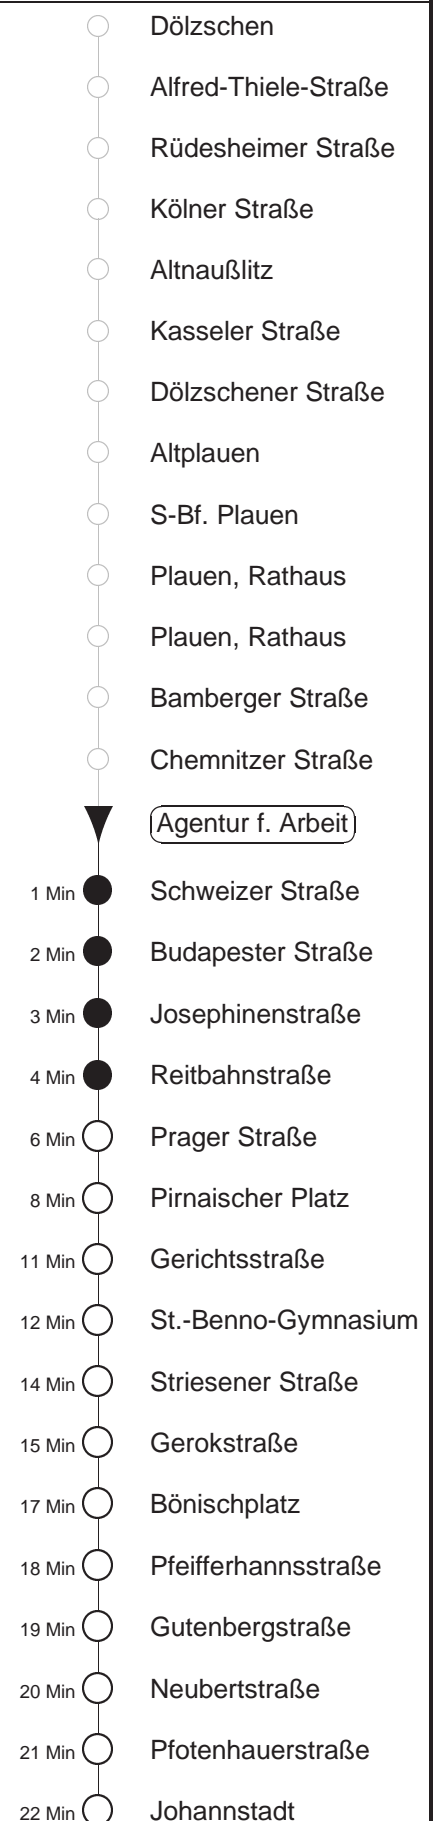 Dölzschen
Alfred-Thiele-Straße
Rüdesheimer Straße
Kölner Straße
Altnaußlitz
Kasseler Straße
Dölzschener Straße
Altplauen
S-Bf. Plauen
Plauen, Rathaus
Plauen, Rathaus
Bamberger Straße
Chemnitzer Straße
Agentur f. Arbeit
1 Min Schweizer Straße
2 Min Budapester Straße
3 Min Josephinenstraße
4 Min Reitbahnstraße
6 Min Prager Straße
8 Min Pirnaischer Platz
11 Min Gerichtsstraße
12 Min St.-Benno-Gymnasium
14 Min Striesener Straße
15 Min Gerokstraße
17 Min Bönischplatz
18 Min Pfeifferhannsstraße
19 Min Gutenbergstraße
20 Min Neubertstraße
21 Min Pfotenhauerstraße
22 Min Johannstadt